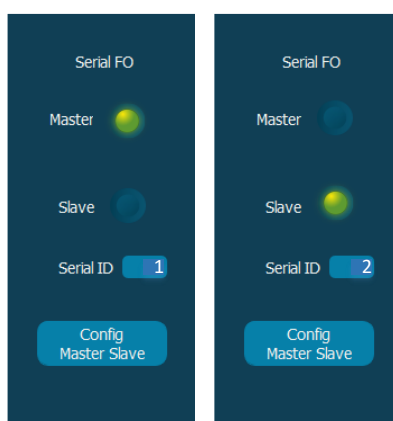 Serial FO
Master
Slave
Serial ID 1
Config
Master Slave
Serial FO
Master
Slave
Serial ID 2
Config
Master Slave